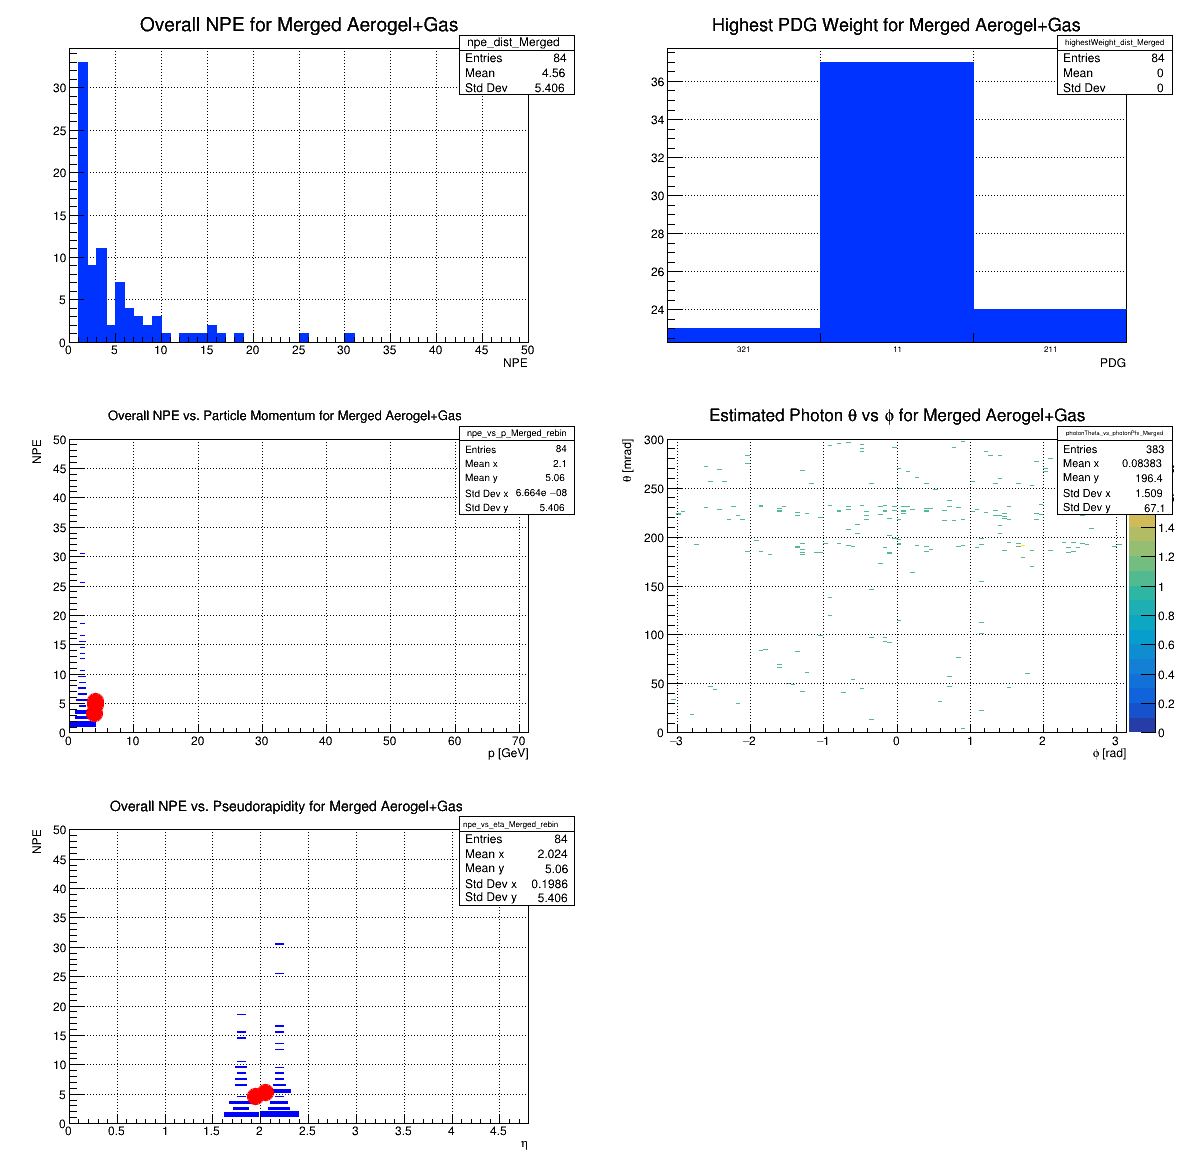 Overall NPE for Merged Aerogel+Gas
npe_dist_Merged
Entries 84
Mean 4.56
Std Dev 5.406
30
25
20
15
10
5
0
0 5 10 15 20 25 30 35 40 45 50
NPE
Highest PDG Weight for Merged Aerogel+Gas
highestWeight_dist_Merged
Entries 84
Mean 0
Std Dev 0
36
34
32
30
28
26
24
321 11 211
PDG
Overall NPE vs. Particle Momentum for Merged Aerogel+Gas
npe_vs_p_Merged_rebin
Entries 84
Mean x 2.1
Mean y 5.06
Std Dev x 6.664e −08
Std Dev y 5.406
NPE
50
45
40
35
30
25
20
15
10
5
0
0 10 20 30 40 50 60 70
p [GeV]
Estimated Photon θ vs ϕ for Merged Aerogel+Gas
photonTheta_vs_photonPhi_Merged
Entries 383
Mean x 0.08383
Mean y 196.4
Std Dev x 1.509
Std Dev y 67.1
θ [mrad]
300
250
200
150
100
50
0
−3 −2 −1 0 1 2 3
ϕ [rad]
1.4
1.2
1
0.8
0.6
0.4
0.2
0
Overall NPE vs. Pseudorapidity for Merged Aerogel+Gas
npe_vs_eta_Merged_rebin
Entries 84
Mean x 2.024
Mean y 5.06
Std Dev x 0.1986
Std Dev y 5.406
NPE
50
45
40
35
30
25
20
15
10
5
0
0 0.5 1 1.5 2 2.5 3 3.5 4 4.5
η